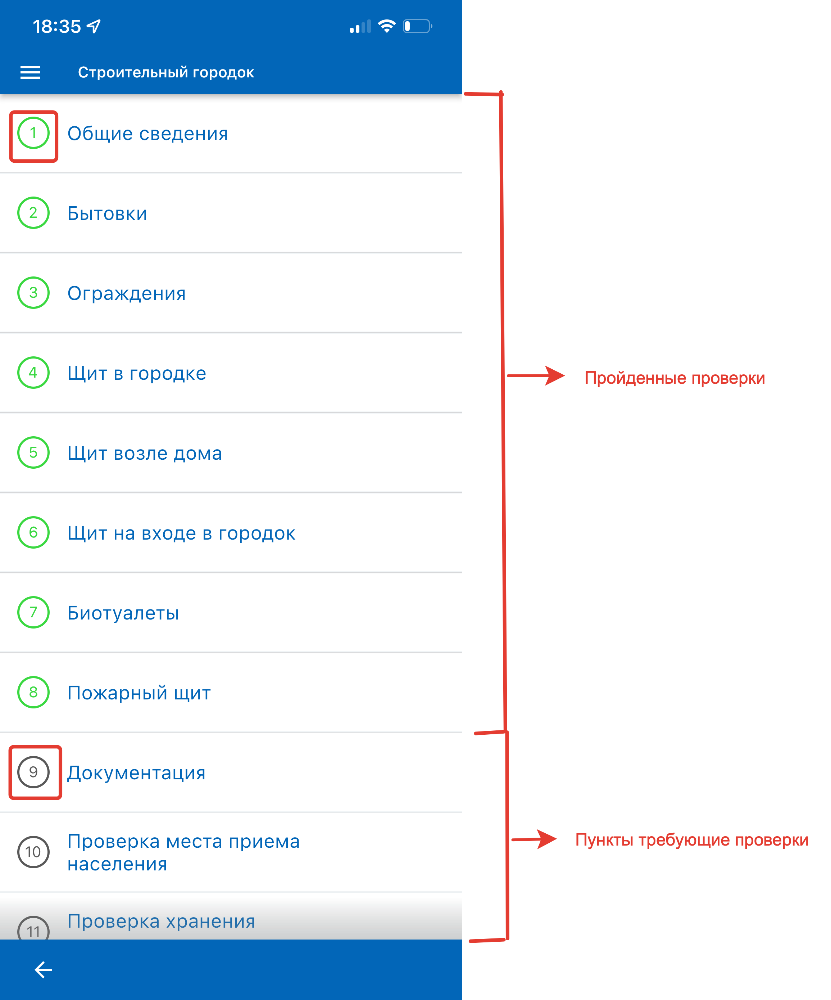 18:35
Строительный городок
1 Общие сведения
2 Бытовки
3 Ограждения
4 Щит в городке
Пройденные проверки
5 Щит возле дома
6 Щит на входе в городок
7 Биотуалеты
8 Пожарный щит
9 Документация
10 Проверка места приема
населения
Пункты требующие проверки
11 Проверка хранения